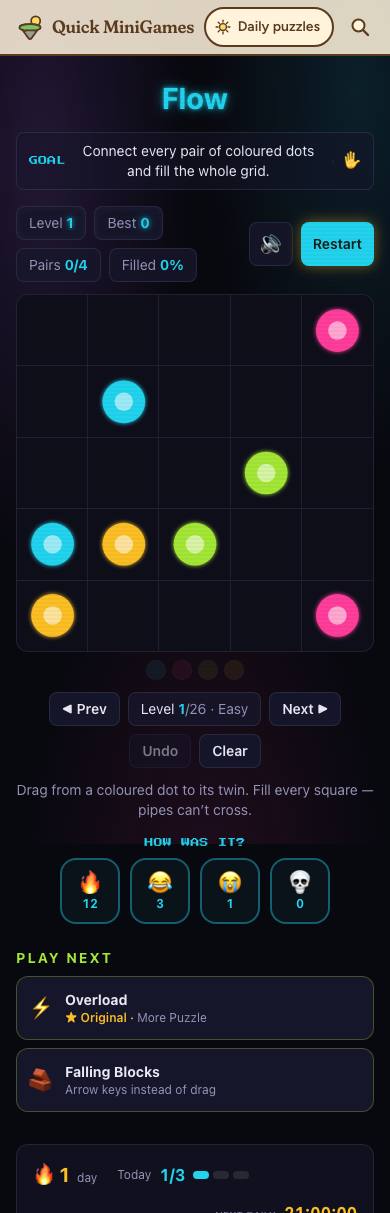 Quick MiniGames
Daily puzzles
Flow
GOAL
Connect every pair of coloured dots
and fill the whole grid.
Level 1
Best 0
Pairs 0/4
Filled 0%
Restart
Prev
Level 1/26 · Easy
Next
Undo
Clear
Drag from a coloured dot to its twin. Fill every square —
pipes can’t cross.
HOW WAS IT?
12
3
1
0
PLAY NEXT
Overload
Original · More Puzzle
Falling Blocks
Arrow keys instead of drag
1 day
Today 1/3
21:00:00